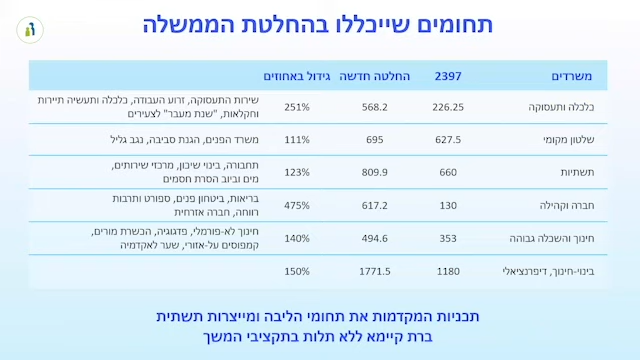 תחומים שייכללו בהחלטת הממשלה
משרדים 2397 החלטה חדשה גידול באחוזים
כלכלה ותעסוקה 226.25 568.2 251% שירות התעסוקה, זרוע העבודה, כלכלה ותעשיה תיירות
וחקלאות, "שנת מעבר" לצעירים
שלטון מקומי 627.5 695 111% משרד הפנים, הגנת סביבה, נגב גליל
תשתיות 660 809.9 123% תחבורה, בינוי שיכון, מרכזי שירותים,
מים וביוב הסרת חסמים
חברה וקהילה 130 617.2 475% בריאות, ביטחון פנים, ספורט ותרבות
רווחה, חברה אזרחית
חינוך והשכלה גבוהה 353 494.6 140% חינוך לא-פורמלי, פדגוגיה, הכשרת מורים,
קמפוסים על-אזורי, שער לאקדמיה
בינוי-חינוך, דיפרנציאלי 1180 1771.5 150%
תכניות המקדמות את תחומי הליבה ומייצרות תשתית
ברת קיימא ללא תלות בתקציבי המשך